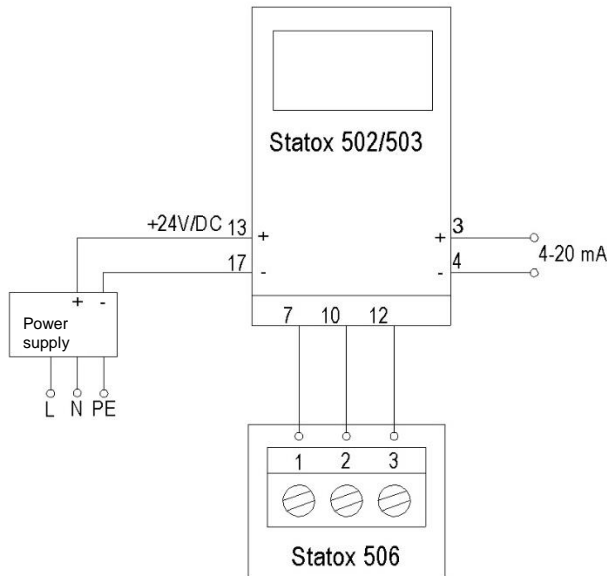 Statox 502/503
+24V/DC 13 + + 3
4-20 mA
17 - - 4
+ -
Power
supply
7 10 12
L N PE
1 2 3
Statox 506